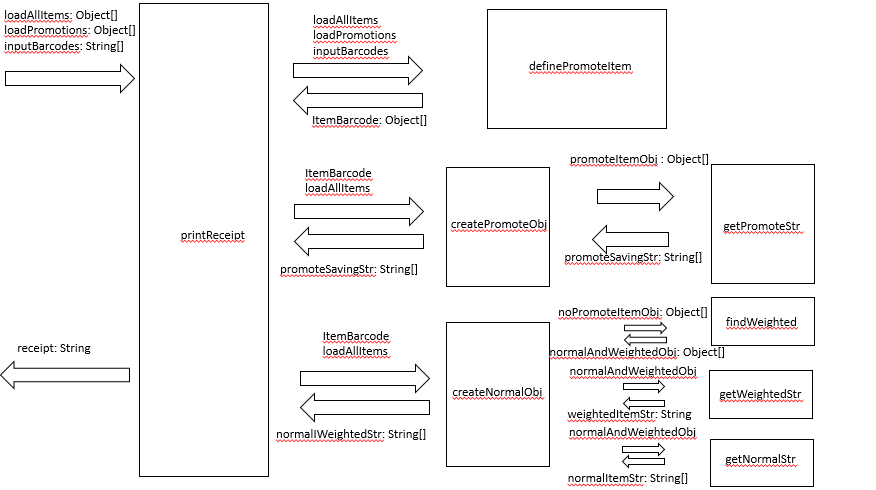 loadAllItems: Object[]
loadPromotions: Object[]
inputBarcodes: String[]
printReceipt
receipt: String
loadAllItems
loadPromotions
inputBarcodes
ItemBarcode: Object[]
definePromoteItem
ItemBarcode
loadAllItems
promoteSavingStr: String[]
createPromoteObj
promoteItemObj : Object[]
promoteSavingStr: String[]
getPromoteStr
ItemBarcode
loadAllItems
normalIWeightedStr: String[]
createNormalObj
noPromoteItemObj: Object[]
normalAndWeightedObj: Object[]
findWeighted
normalAndWeightedObj
weightedItemStr: String
getWeightedStr
normalAndWeightedObj
normalItemStr: String[]
getNormalStr